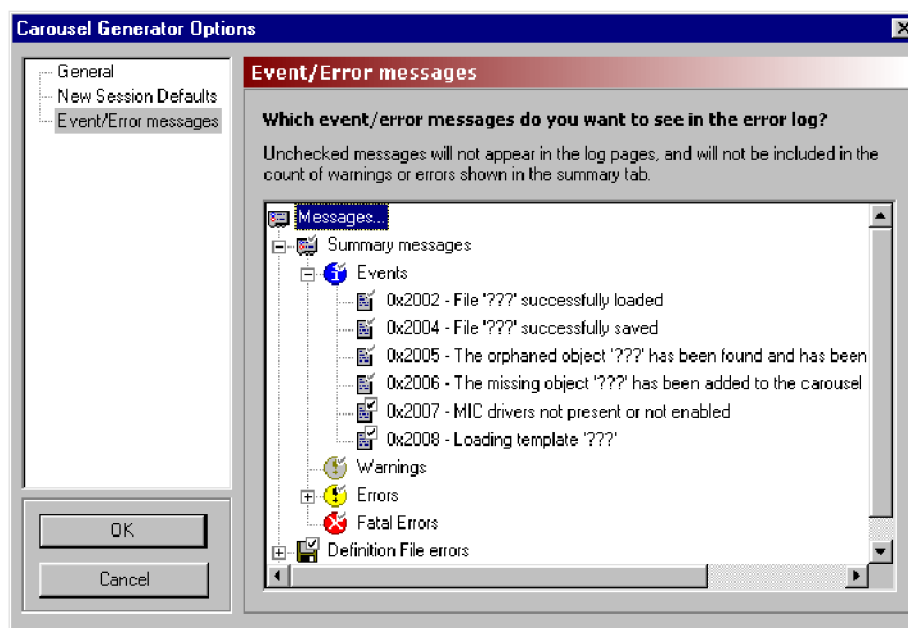 Carousel Generator Options
General
New Session Defaults
Event/Error messages
OK
Cancel
Event/Error messages
Which event/error messages do you want to see in the error log?
Unchecked messages will not appear in the log pages, and will not be included in the
count of warnings or errors shown in the summary tab.
Messages...
Summary messages
Events
0x2002 - File '???' successfully loaded
0x2004 - File '???' successfully saved
0x2005 - The orphaned object '???' has been found and has been
0x2006 - The missing object '???' has been added to the carousel
0x2007 - MIC drivers not present or not enabled
0x2008 - Loading template '???'
Warnings
Errors
Fatal Errors
Definition File errors